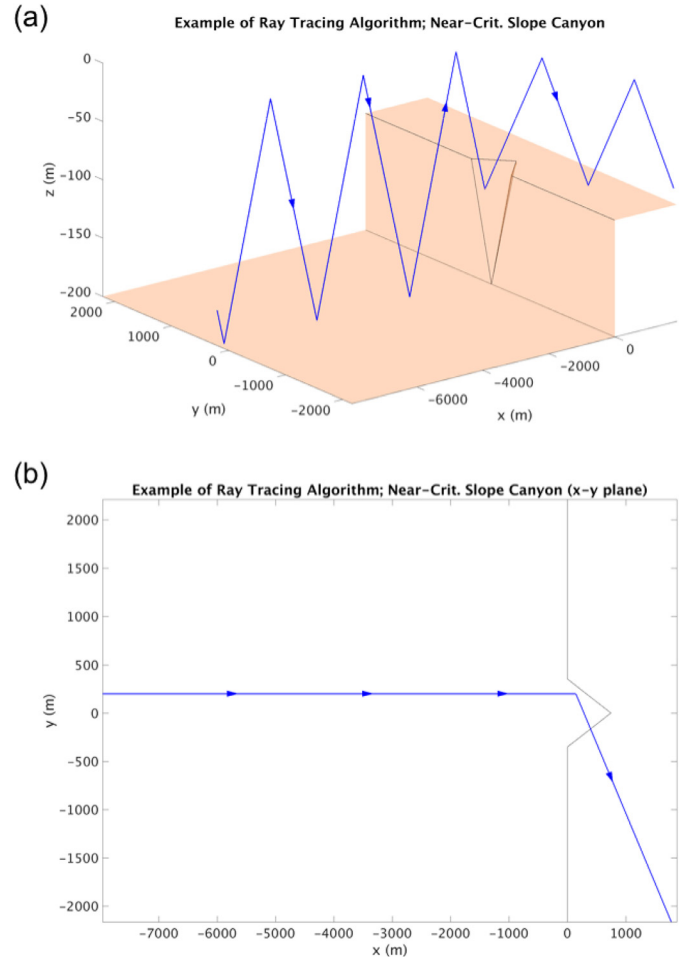 (a)
Example of Ray Tracing Algorithm; Near-Crit. Slope Canyon
0
−50
−100
−150
−200
z (m)
2000
1000
0
−1000
−2000
y (m)
−6000
−4000
−2000
0
x (m)
(b)
Example of Ray Tracing Algorithm; Near-Crit. Slope Canyon (x-y plane)
2000
1500
1000
500
0
−500
−1000
−1500
−2000
y (m)
−7000 −6000 −5000 −4000 −3000 −2000 −1000 0 1000
x (m)